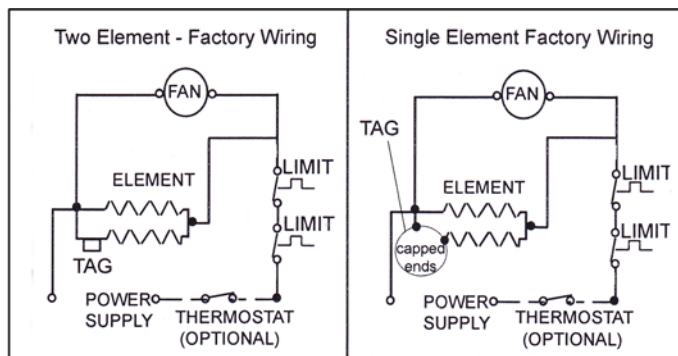 Two Element - Factory Wiring
FAN
ELEMENT
LIMIT
LIMIT
TAG
POWER
SUPPLY
THERMOSTAT
(OPTIONAL)
Single Element Factory Wiring
FAN
TAG
ELEMENT
LIMIT
LIMIT
capped
ends
POWER
SUPPLY
THERMOSTAT
(OPTIONAL)